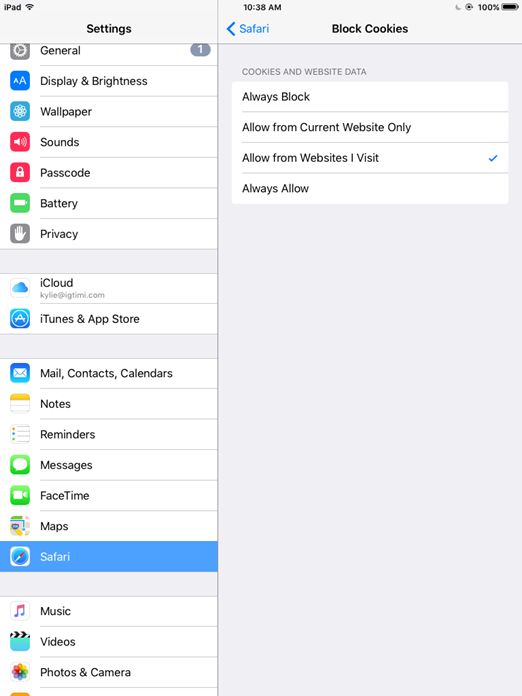 iPad
10:38 AM
100%
Settings
Safari
Block Cookies
General
1
AA
Display & Brightness
Wallpaper
Sounds
Passcode
Battery
Privacy
iCloud
kylie@igtimi.com
iTunes & App Store
Mail, Contacts, Calendars
Notes
Reminders
Messages
FaceTime
Maps
Safari
Music
Videos
Photos & Camera
COOKIES AND WEBSITE DATA
Always Block
Allow from Current Website Only
Allow from Websites I Visit
Always Allow